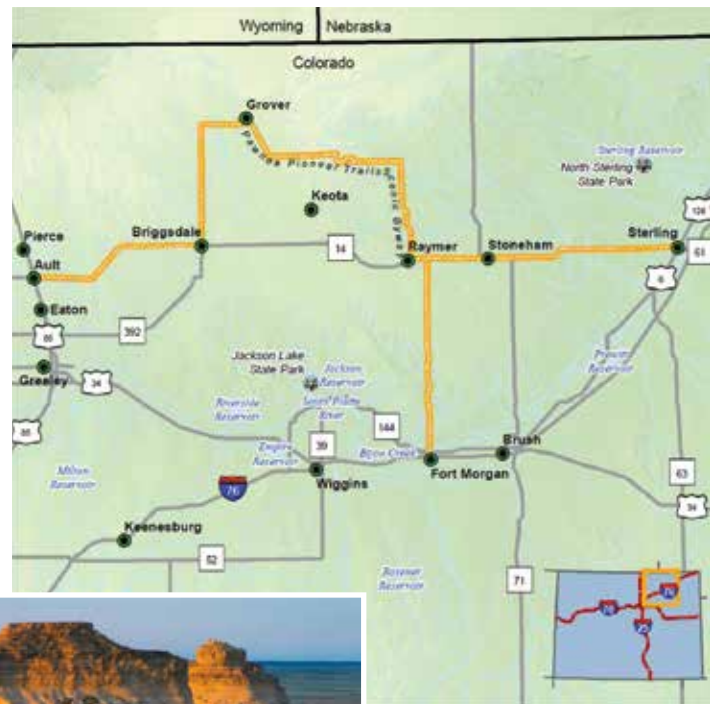 Wyoming
Nebraska
Colorado
Grover
Pawnee Pioneer Trails
Scenic Byway
Sterling Reservoir
North Sterling
State Park
Keota
138
Pierce
Briggsdale
14
Raymer
Stoneham
Sterling
61
Ault
6
Eaton
85
392
Greeley
34
Jackson Lake
State Park
Jackson
Reservoir
South Platte
River
Prewitt
Reservoir
Riverside
Reservoir
85
39
144
Empire
Reservoir
Bijou Creek
Brush
Milton
Reservoir
76
Wiggins
Fort Morgan
63
34
Keenesburg
52
71
76
70
25